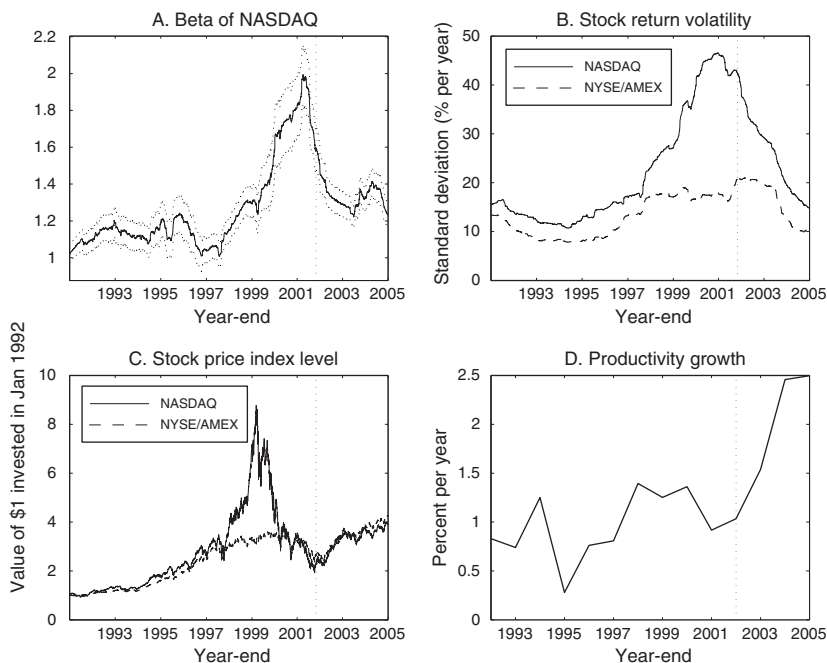 A. Beta of NASDAQ
2.2
2
1.8
1.6
1.4
1.2
1
1993 1995 1997 1999 2001 2003 2005
Year-end
B. Stock return volatility
Standard deviation (% per year)
50
40
30
20
10
0
NASDAQ
NYSE/AMEX
1993 1995 1997 1999 2001 2003 2005
Year-end
C. Stock price index level
Value of $1 invested in Jan 1992
10
8
6
4
2
0
NASDAQ
NYSE/AMEX
1993 1995 1997 1999 2001 2003 2005
Year-end
D. Productivity growth
Percent per year
2.5
2
1.5
1
0.5
0
1993 1995 1997 1999 2001 2003 2005
Year-end